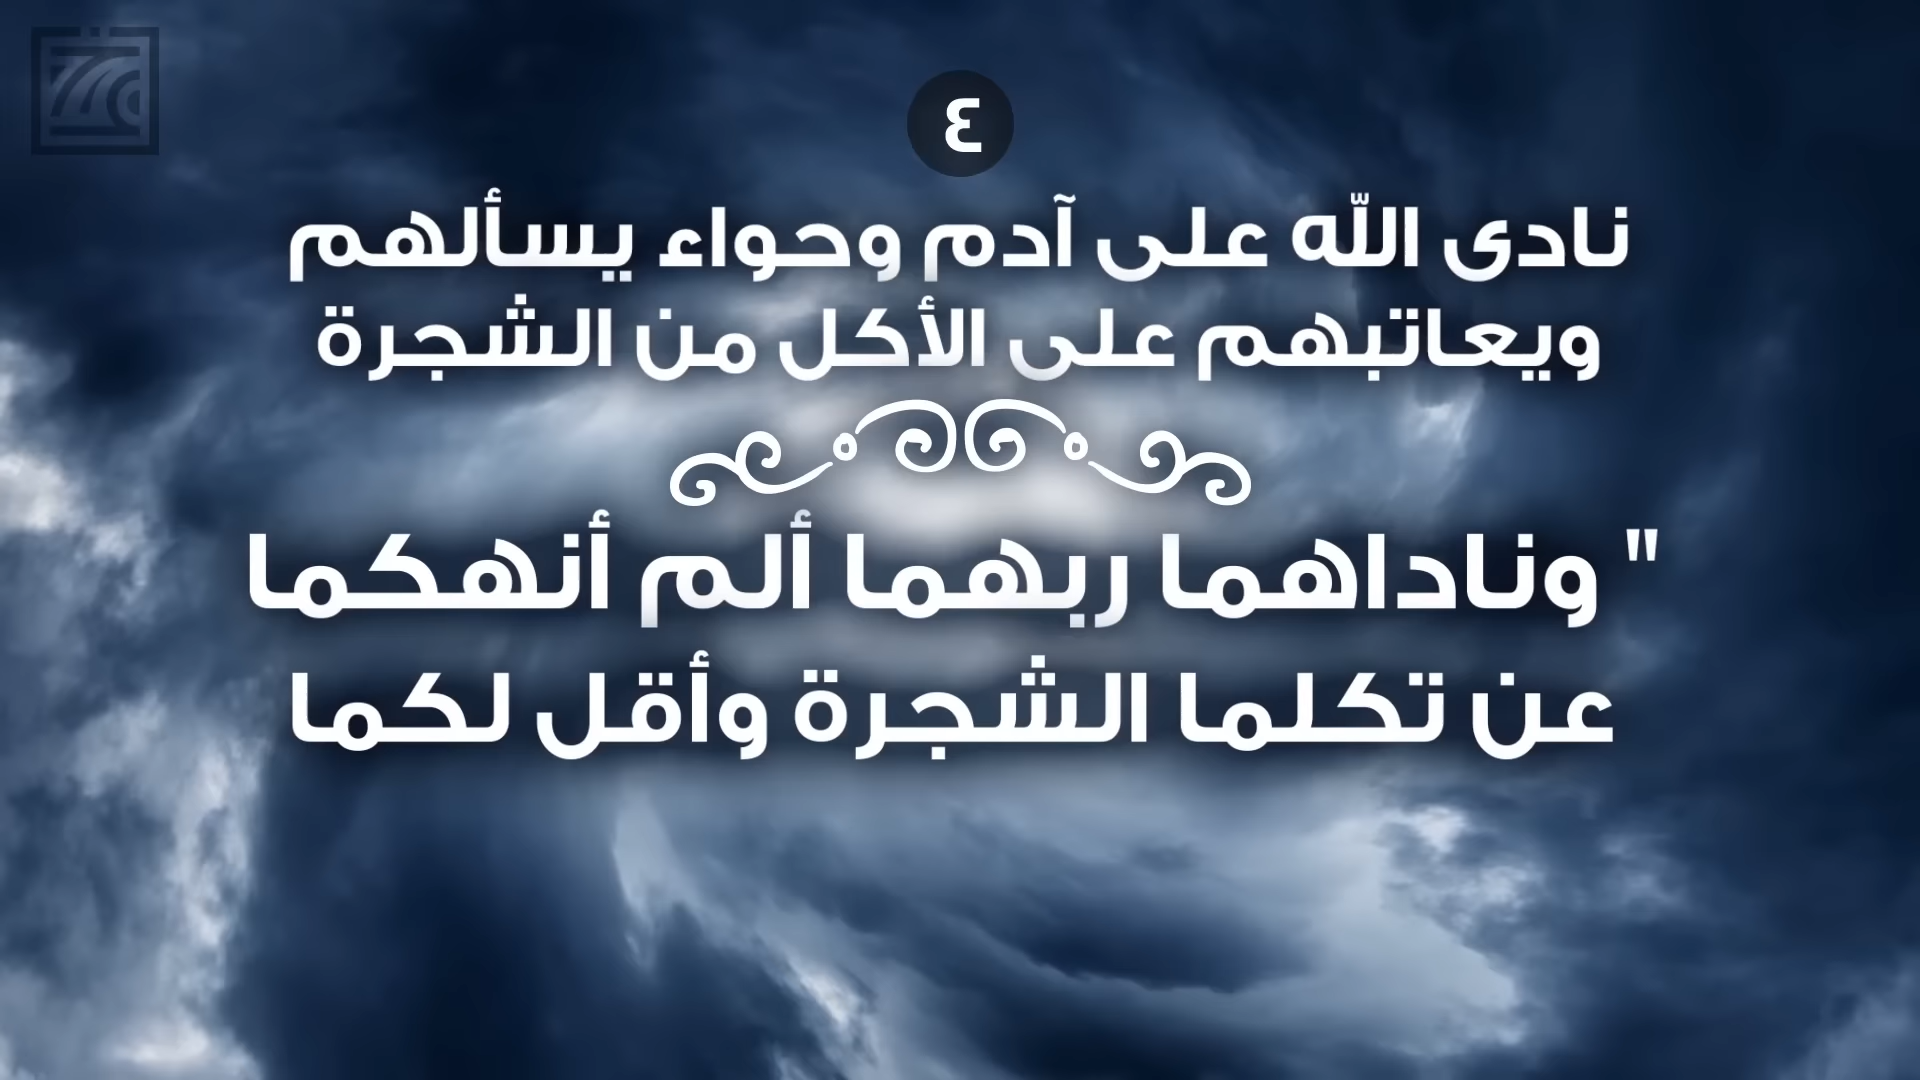 ٤
نادى الله على آدم وحواء يسألهم
ويعاتبهم على الأكل من الشجرة
" وناداهما ربهما ألم أنهكما
عن تكلما الشجرة وأقل لكما